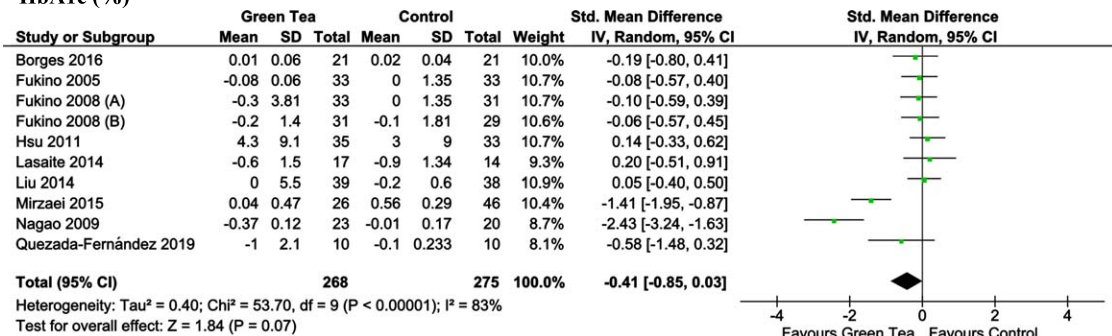 HbA1c (%)
Green Tea Control Std. Mean Difference Std. Mean Difference
Study or Subgroup Mean SD Total Mean SD Total Weight IV, Random, 95% CI IV, Random, 95% CI
Borges 2016 0.01 0.06 21 0.02 0.04 21 10.0% -0.19 [-0.80, 0.41]
Fukino 2005 -0.08 0.06 33 0 1.35 33 10.7% -0.08 [-0.57, 0.40]
Fukino 2008 (A) -0.3 3.81 33 0 1.35 31 10.7% -0.10 [-0.59, 0.39]
Fukino 2008 (B) -0.2 1.4 31 -0.1 1.81 29 10.6% -0.06 [-0.57, 0.45]
Hsu 2011 4.3 9.1 35 3 9 33 10.7% 0.14 [-0.33, 0.62]
Lasaite 2014 -0.6 1.5 17 -0.9 1.34 14 9.3% 0.20 [-0.51, 0.91]
Liu 2014 0 5.5 39 -0.2 0.6 38 10.9% 0.05 [-0.40, 0.50]
Mirzaei 2015 0.04 0.47 26 0.56 0.29 46 10.4% -1.41 [-1.95, -0.87]
Nagao 2009 -0.37 0.12 23 -0.01 0.17 20 8.7% -2.43 [-3.24, -1.63]
Quezada-Fernández 2019 -1 2.1 10 -0.1 0.233 10 8.1% -0.58 [-1.48, 0.32]
Total (95% CI) 268 275 100.0% -0.41 [-0.85, 0.03]
Heterogeneity: Tau² = 0.40; Chi² = 53.70, df = 9 (P < 0.00001); I² = 83%
Test for overall effect: Z = 1.84 (P = 0.07)
-4 -2 0 2 4
Favours Green Tea Favours Control